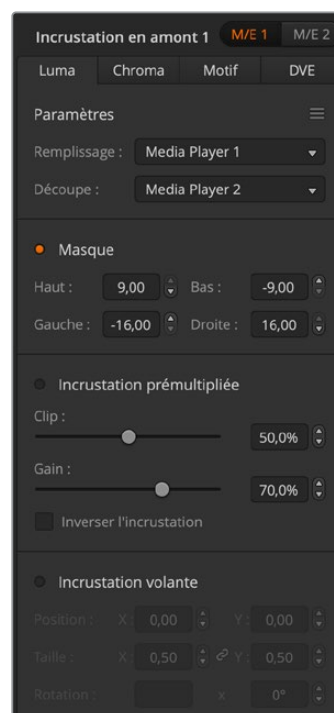 Incrustation en amont 1 M/E 1 M/E 2
Luma Chroma Motif DVE
Paramètres
Remplissage : Media Player 1
Découpe : Media Player 2
Masque
Haut : 9,00 Bas : -9,00
Gauche : -16,00 Droite : 16,00
Incrustation prémultipliée
Clip :
50,0%
Gain :
70,0%
Inverser l'incrustation
Incrustation volante
Position : X : 0,00 Y : 0,00
Taille : X : 0,50 Y : 0,50
Rotation : x 0°